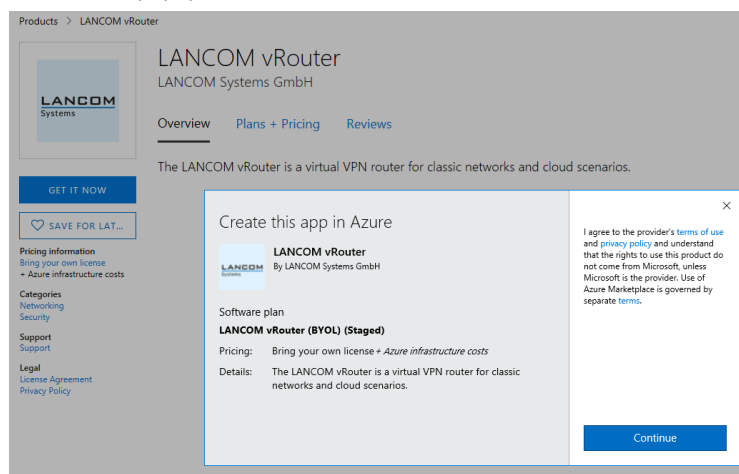 Products > LANCOM vRouter
LANCOM
Systems
LANCOM vRouter
LANCOM Systems GmbH
Overview Plans + Pricing Reviews
The LANCOM vRouter is a virtual VPN router for classic networks and cloud scenarios.
GET IT NOW
SAVE FOR LAT...
Pricing information
Bring your own license
+ Azure infrastructure costs
Categories
Networking
Security
Support
Support
Legal
License Agreement
Privacy Policy
Create this app in Azure
LANCOM
Systems
LANCOM vRouter
By LANCOM Systems GmbH
Software plan
LANCOM vRouter (BYOL) (Staged)
Pricing: Bring your own license + Azure infrastructure costs
Details: The LANCOM vRouter is a virtual VPN router for classic
networks and cloud scenarios.
I agree to the provider's terms of use
and privacy policy and understand
that the rights to use this product do
not come from Microsoft, unless
Microsoft is the provider. Use of
Azure Marketplace is governed by
separate terms.
Continue